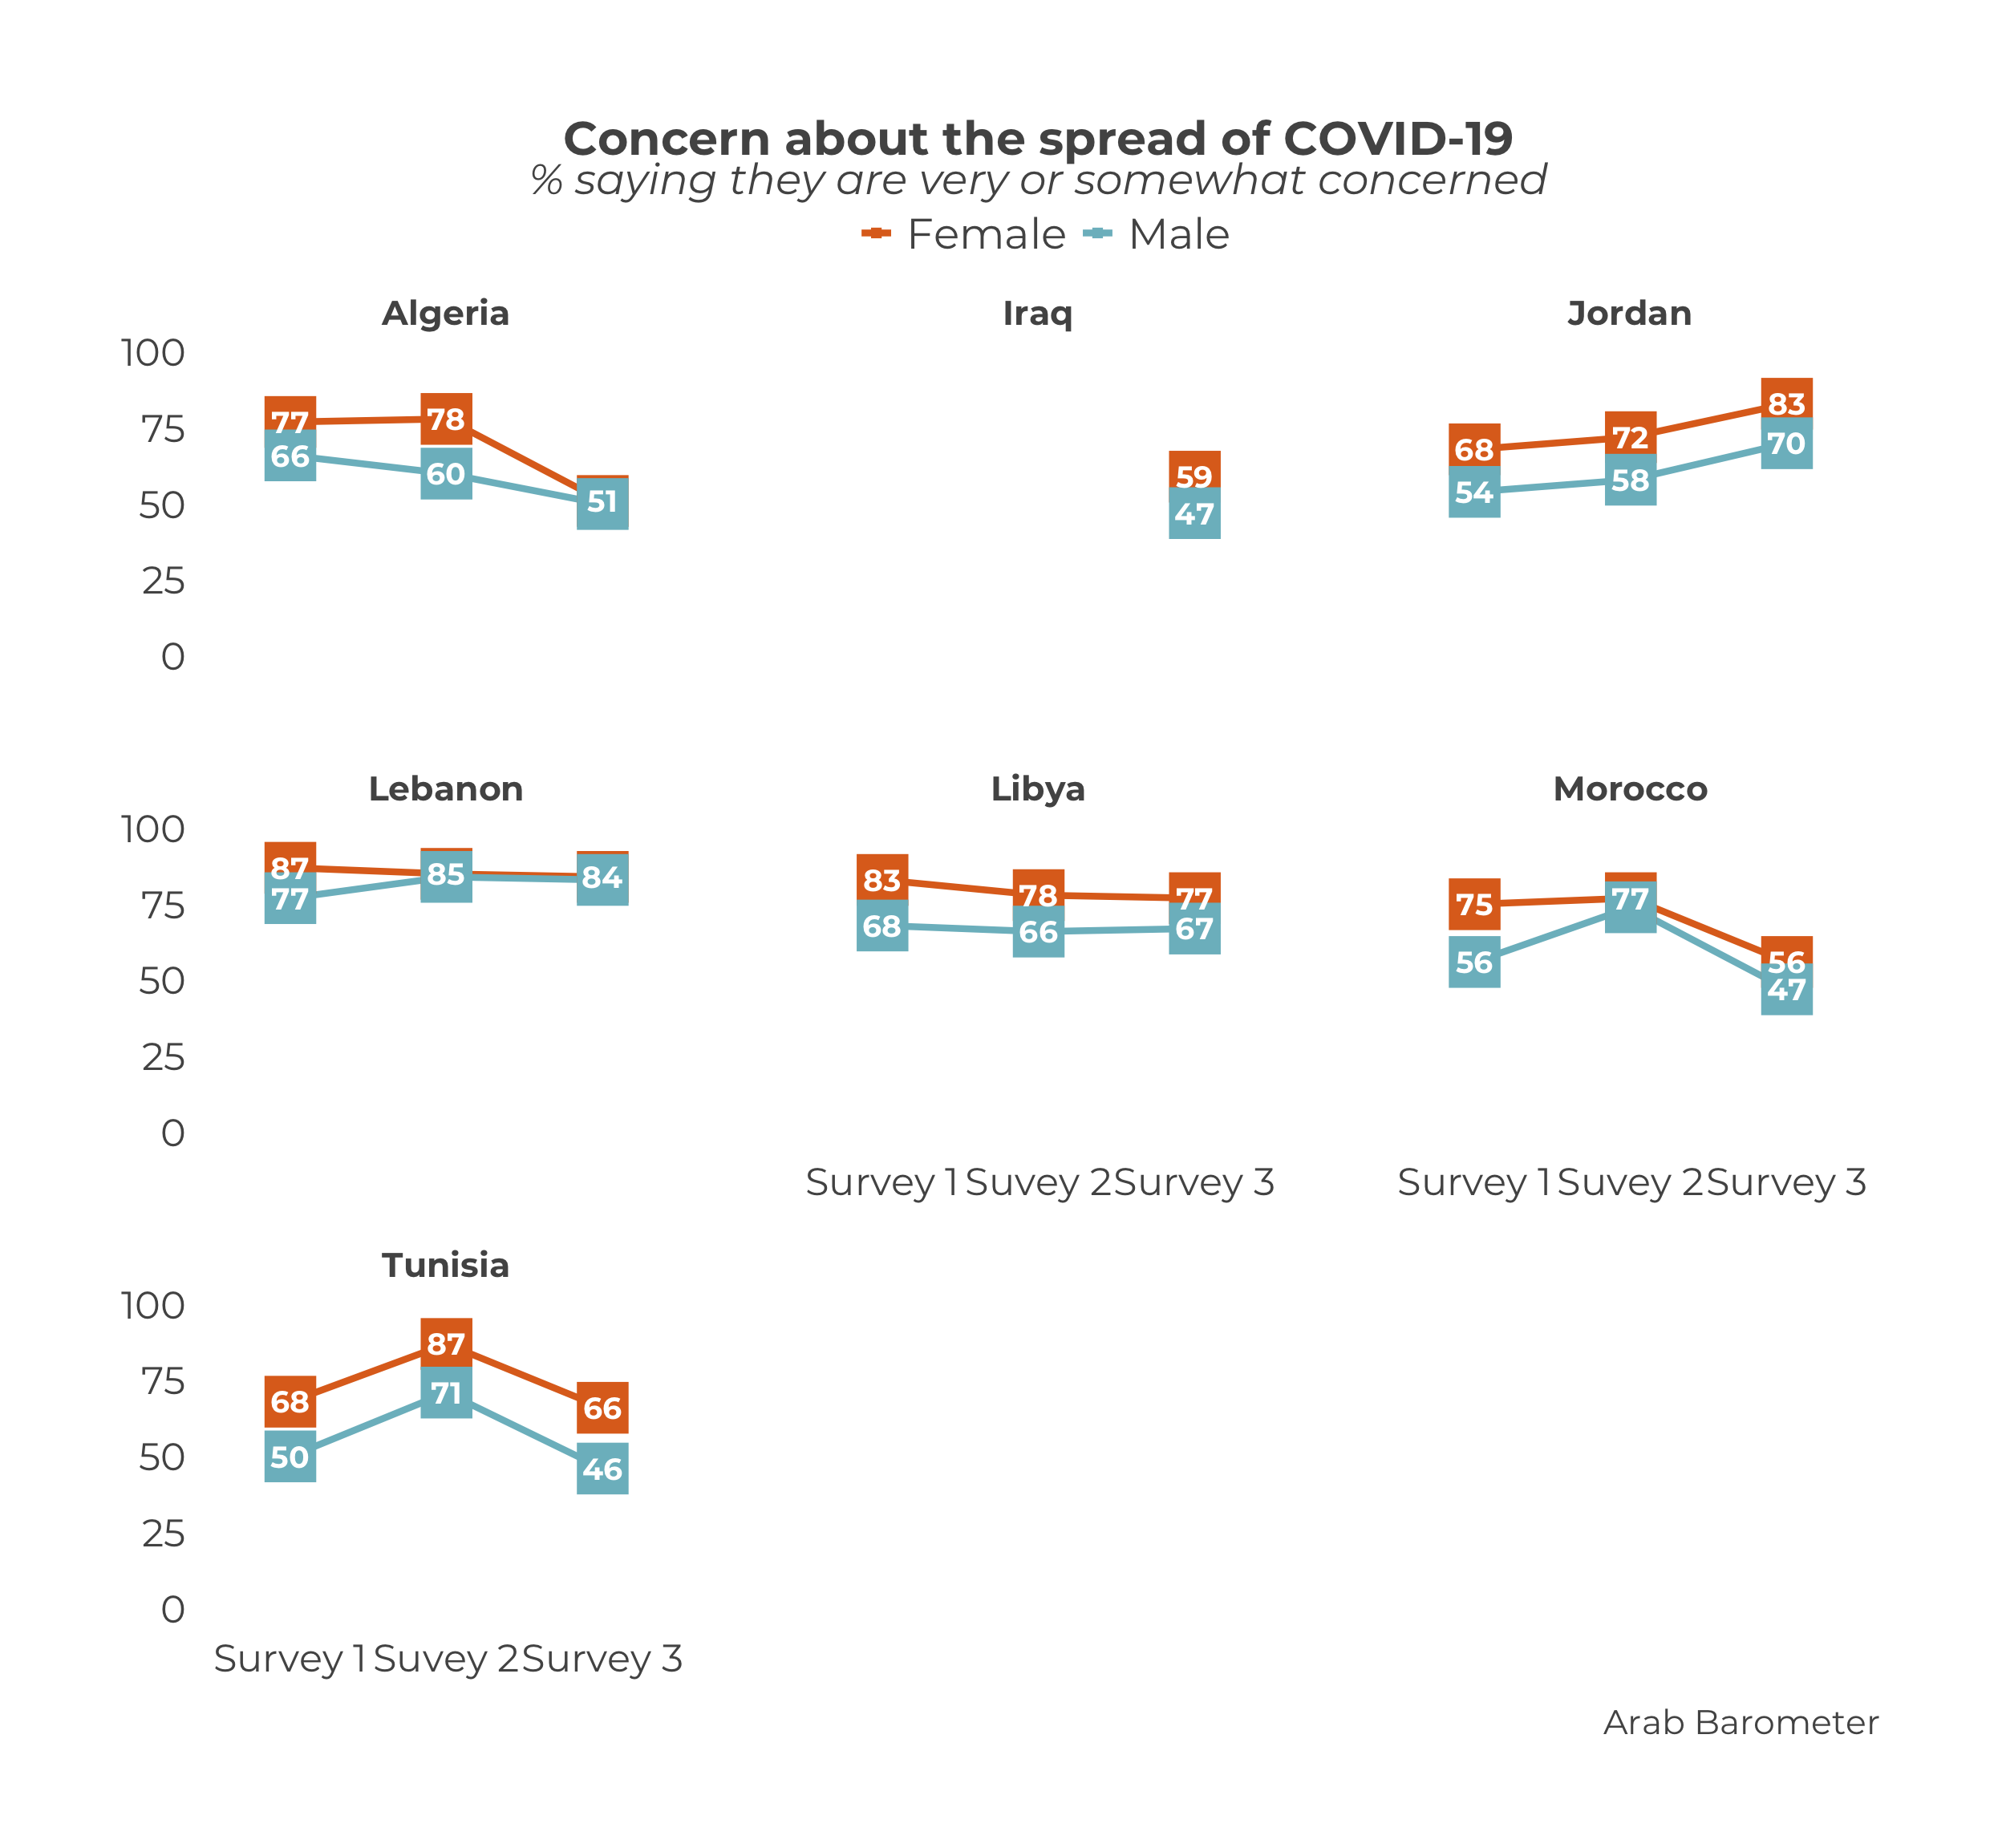 Concern about the spread of COVID-19
% saying they are very or somewhat concerned
Female Male
Algeria Iraq Jordan
100
75
50
25
0
77 78
66 60 51
59
47
68 72 83
54 58 70
Lebanon Libya Morocco
100
75
50
25
0
87
77 85 84
83 78 77
68 66 67
75 77 56
56 47
Survey 1 Suvey 2 Survey 3 Survey 1 Suvey 2 Survey 3
Tunisia
100
75
50
25
0
68 87 66
50 71 46
Survey 1 Suvey 2 Survey 3
Arab Barometer